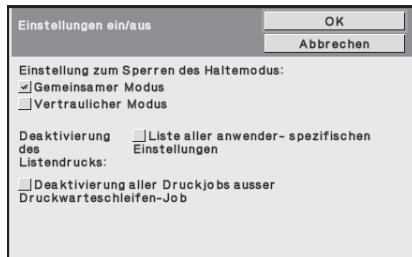 Einstellungen ein/aus
OK
Abbrechen
Einstellung zum Sperren des Haltemodus:
Gemeinsamer Modus
Vertraulicher Modus
Deaktivierung des Listendrucks:
Liste aller anwender- spezifischen Einstellungen
Deaktivierung aller Druckjobs ausser
Druckwarteschleifen-Job